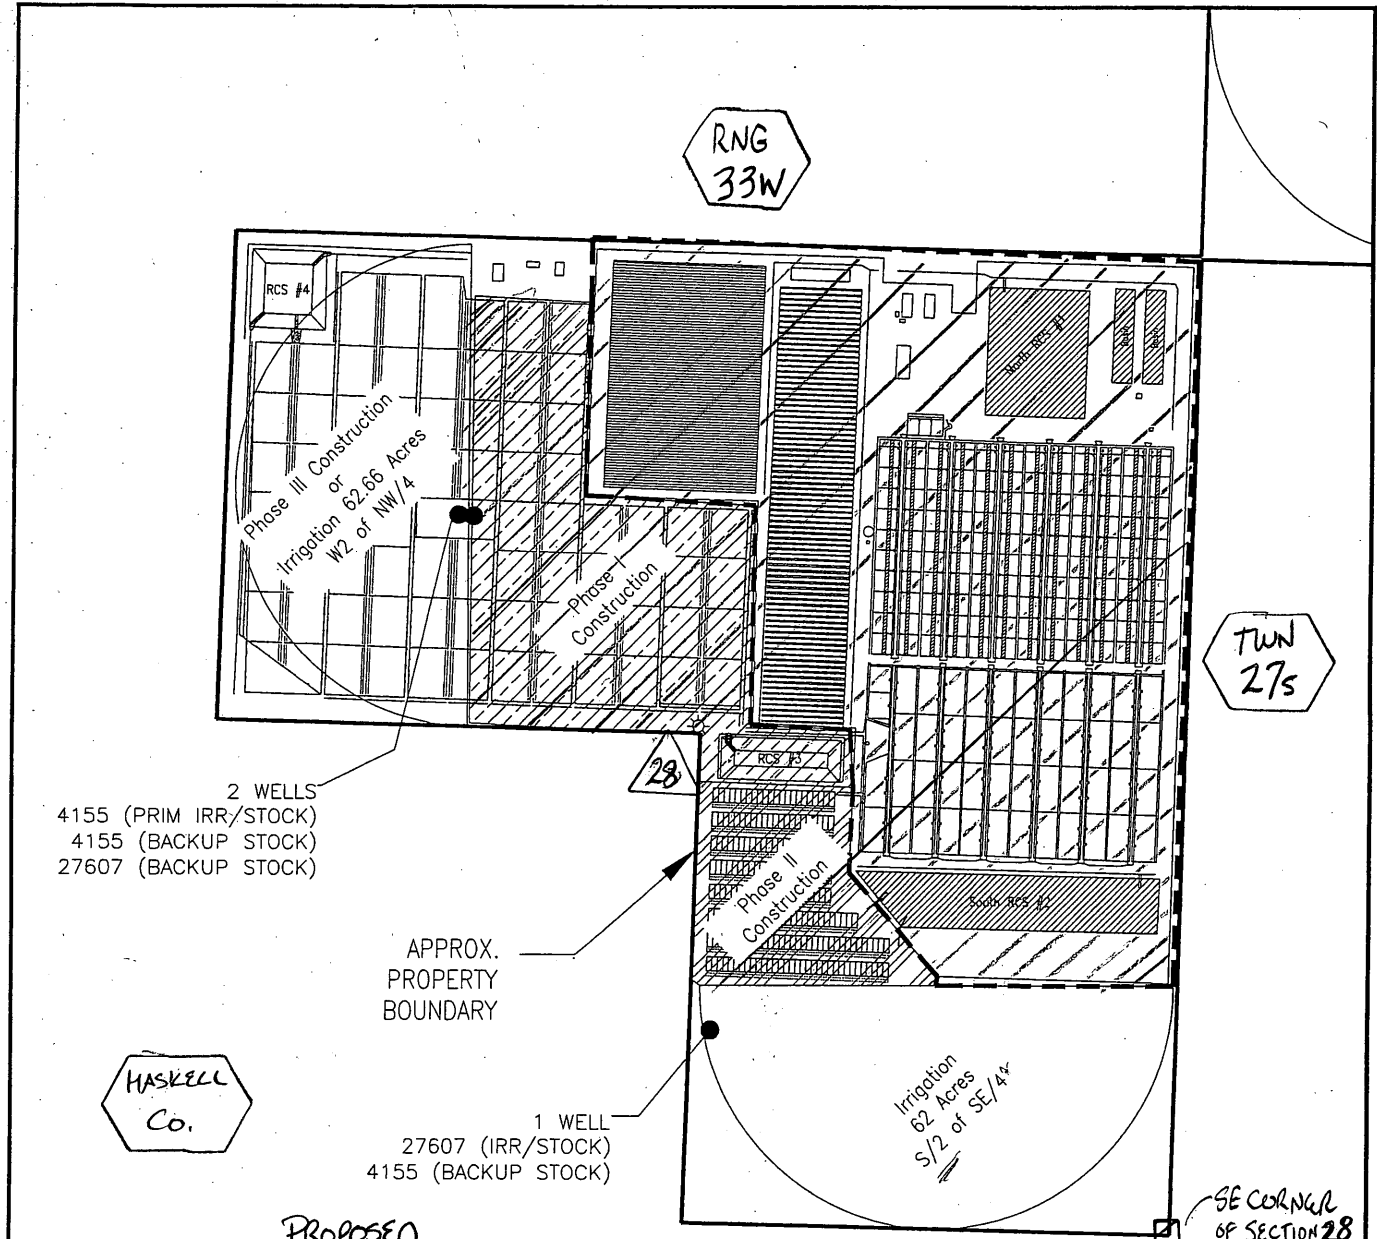 RNG
33W
RCS #4
North RCS #1
Phase III Construction
or
Irrigation 62.66 Acres
W2 of NW/4
Phase I
Construction
TWN
27s
28
RCS #3
2 WELLS
4155 (PRIM IRR/STOCK)
4155 (BACKUP STOCK)
27607 (BACKUP STOCK)
Phase II
Construction
South RCS #2
APPROX.
PROPERTY
BOUNDARY
HASKELL
Co.
Irrigation
62 Acres
S/2 of SE/4
1 WELL
27607 (IRR/STOCK)
4155 (BACKUP STOCK)
PROPOSED
SE CORNER
OF SECTION 28